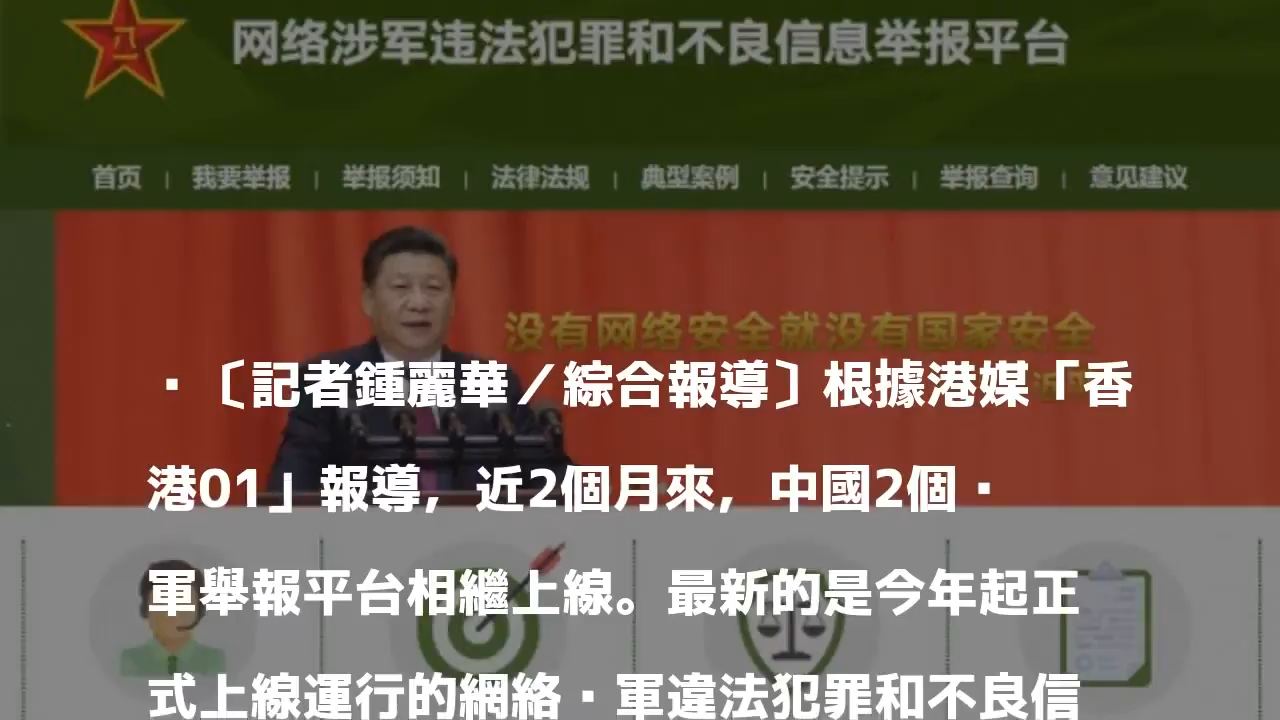 八一
网络涉军违法犯罪和不良信息举报平台
首页 | 我要举报 | 举报须知 | 法律法规 | 典型案例 | 安全提示 | 举报查询 | 意见建议
没有网络安全就没有国家安全
▪〔記者鍾麗華／綜合報導〕根據港媒「香
港01」報導，近2個月來，中國2個▪
軍舉報平台相繼上線。最新的是今年起正
式上線運行的網絡▪軍違法犯罪和不良信